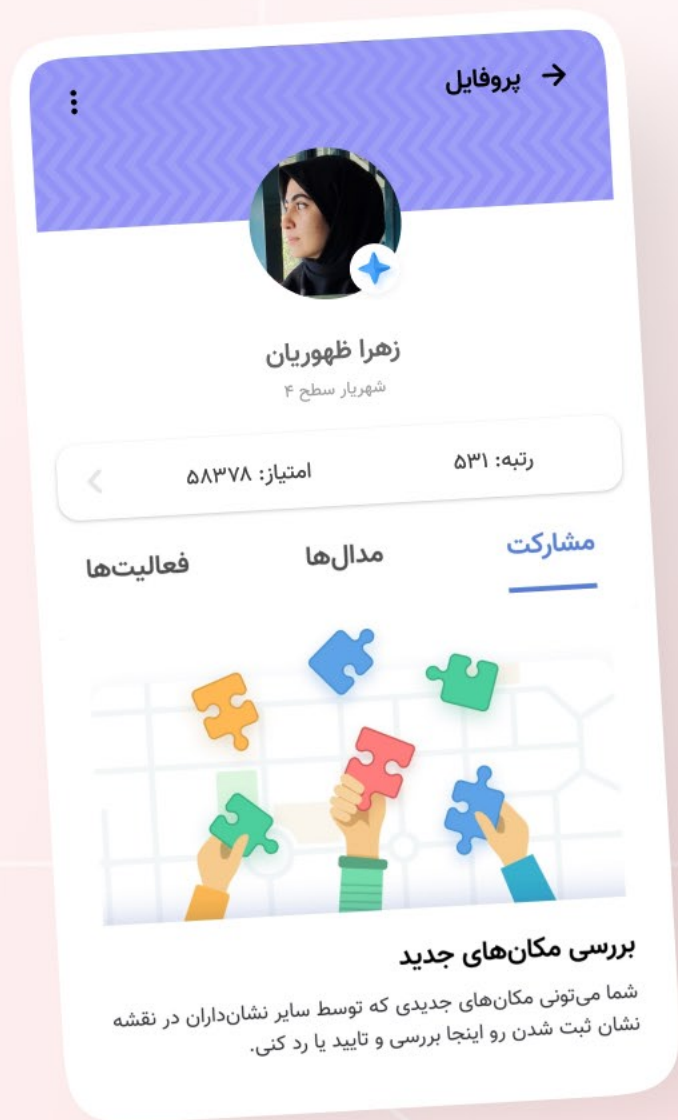 پروفایل
زهرا ظهوریان
شهریار سطح ۴
رتبه: ۵۳۱ امتیاز: ۵۸۳۷۸
مشارکت مدال‌ها فعالیت‌ها
بررسی مکان‌های جدید
شما می‌تونی مکان‌های جدیدی که توسط سایر نشان‌داران در نقشه
نشان ثبت شدن رو اینجا بررسی و تایید یا رد کنی.